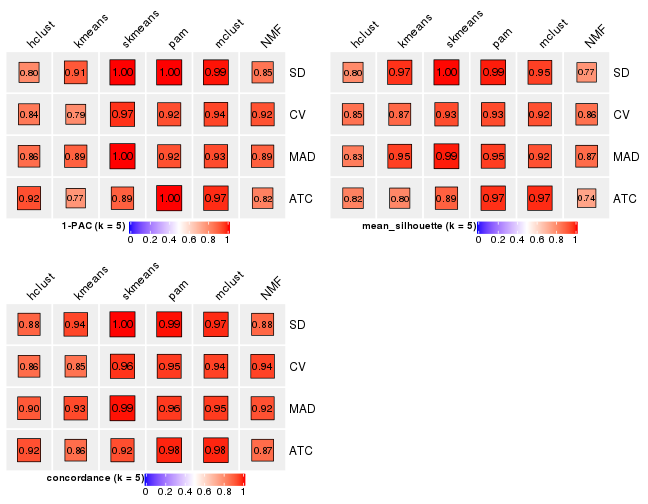 hclust kmeans skmeans pam mclust NMF
0.80 0.91 1.00 1.00 0.99 0.85 SD
0.84 0.79 0.97 0.92 0.94 0.92 CV
0.86 0.89 1.00 0.92 0.93 0.89 MAD
0.92 0.77 0.89 1.00 0.97 0.82 ATC
1-PAC (k = 5)
0 0.2 0.4 0.6 0.8 1
hclust kmeans skmeans pam mclust NMF
0.80 0.97 1.00 0.99 0.95 0.77 SD
0.85 0.87 0.93 0.93 0.92 0.86 CV
0.83 0.95 0.99 0.95 0.92 0.87 MAD
0.82 0.80 0.89 0.97 0.97 0.74 ATC
mean_silhouette (k = 5)
0 0.2 0.4 0.6 0.8 1
hclust kmeans skmeans pam mclust NMF
0.88 0.94 1.00 0.99 0.97 0.88 SD
0.86 0.85 0.96 0.95 0.94 0.94 CV
0.90 0.93 0.99 0.96 0.95 0.92 MAD
0.92 0.86 0.92 0.98 0.98 0.87 ATC
concordance (k = 5)
0 0.2 0.4 0.6 0.8 1